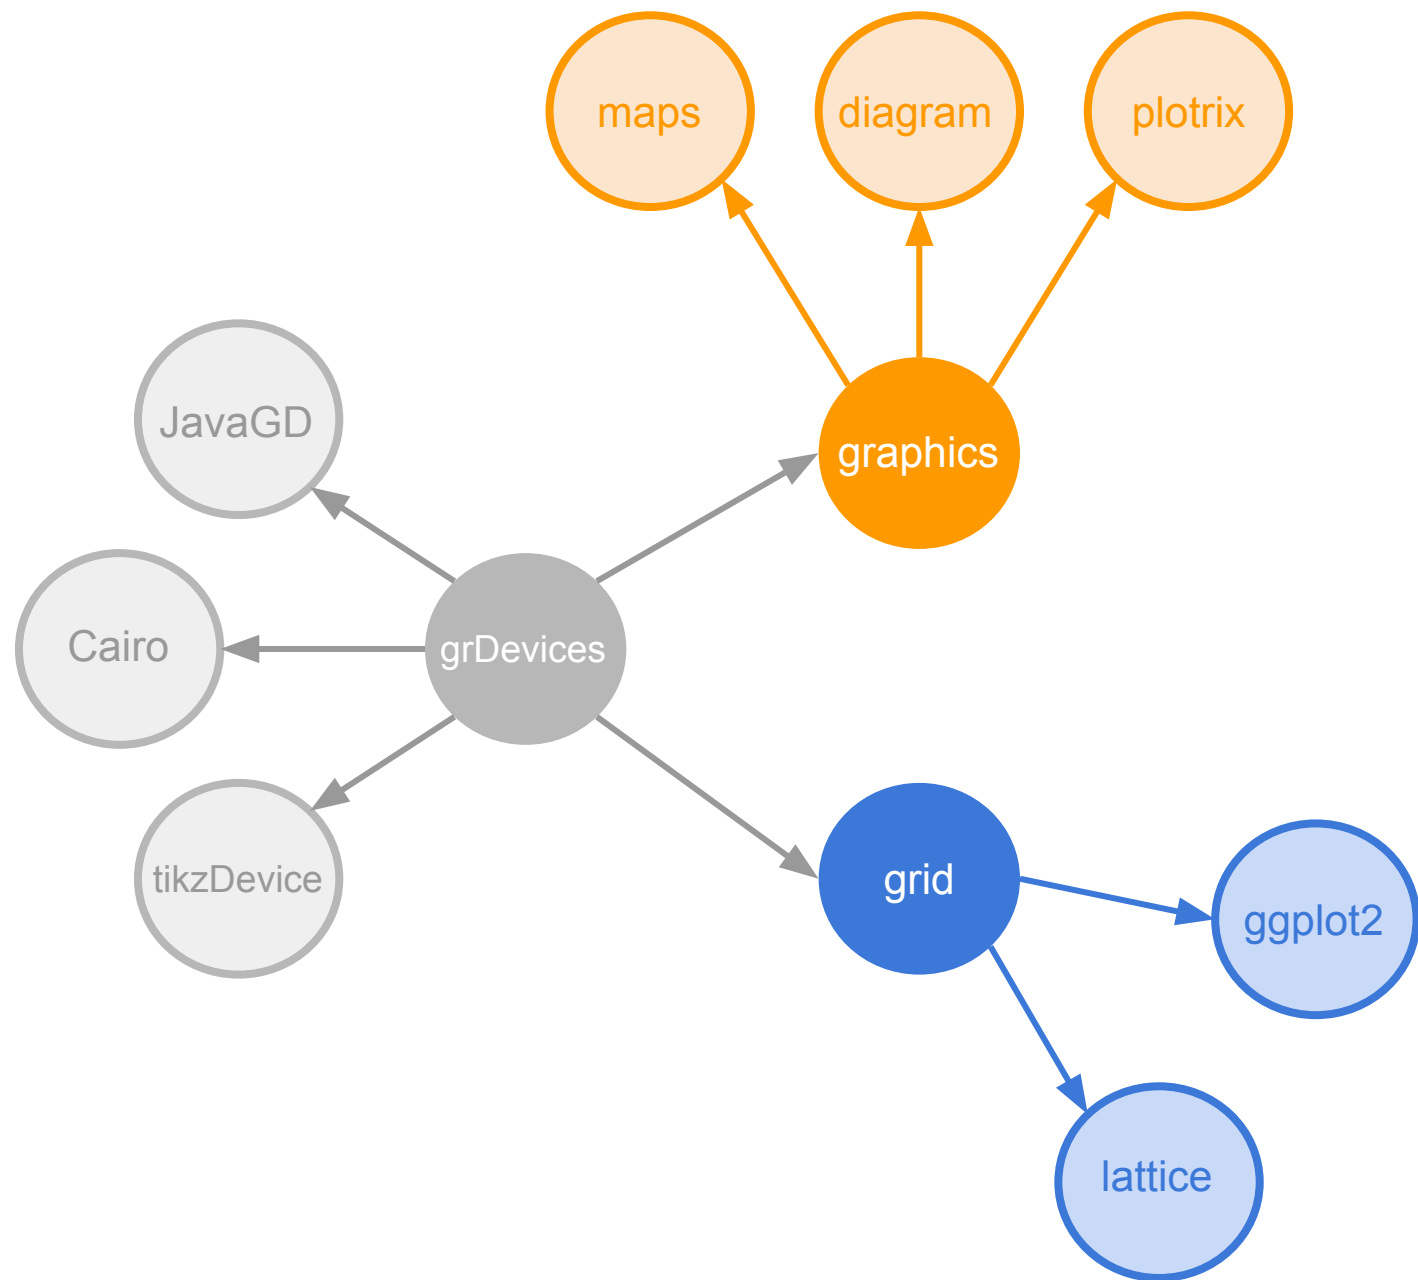 maps
diagram
plotrix
JavaGD
graphics
Cairo
grDevices
tikzDevice
grid
ggplot2
lattice